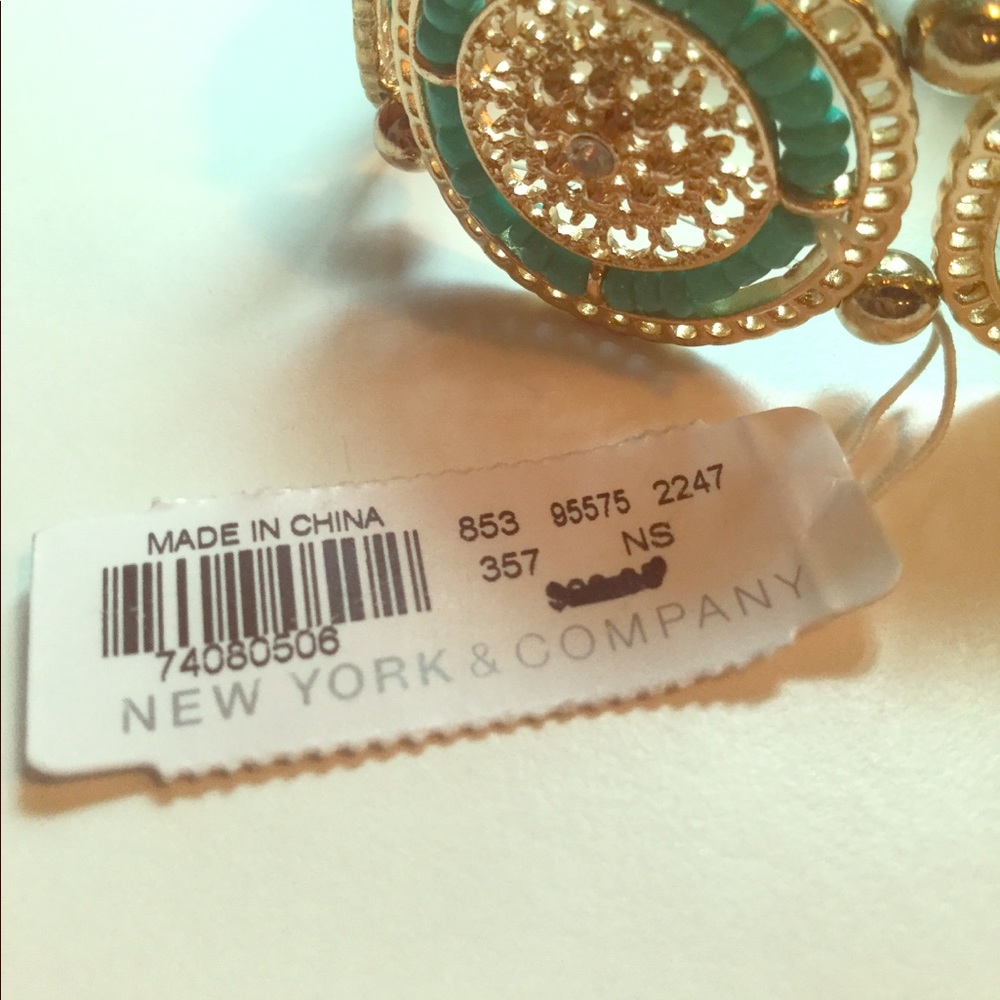 MADE IN CHINA
74080506
853 95575 2247
357 NS
NEW YORK & COMPANY